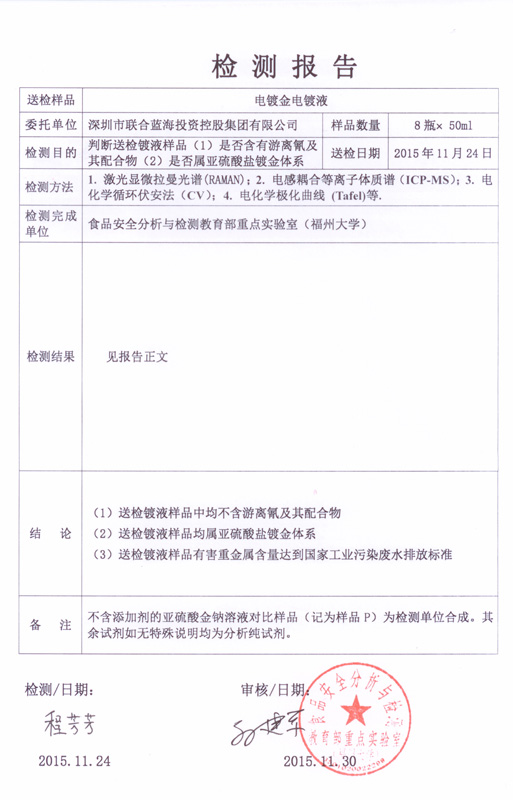 检测报告
送检样品 电镀金电镀液
委托单位 深圳市联合蓝海投资控股集团有限公司 样品数量 8瓶× 50ml
检测目的 判断送检镀液样品（1）是否含有游离氰及
其配合物（2）是否属亚硫酸盐镀金体系 送检日期 2015年11月24日
检测方法 1. 激光显微拉曼光谱(RAMAN)；2. 电感耦合等离子体质谱（ICP-MS）；3. 电
化学循环伏安法（CV）；4. 电化学极化曲线 (Tafel)等.
检测完成
单位 食品安全分析与检测教育部重点实验室（福州大学）
检测结果 见报告正文
结 论
（1）送检镀液样品中均不含游离氰及其配合物
（2）送检镀液样品均属亚硫酸盐镀金体系
（3）送检镀液样品有害重金属含量达到国家工业污染废水排放标准
备 注 不含添加剂的亚硫酸金钠溶液对比样品（记为样品P）为检测单位合成。其
余试剂如无特殊说明均为分析纯试剂。
检测/日期： 审核/日期：
程芳芳
2015.11.24 2015.11.30
食品安全分析与检
教育部重点实验室